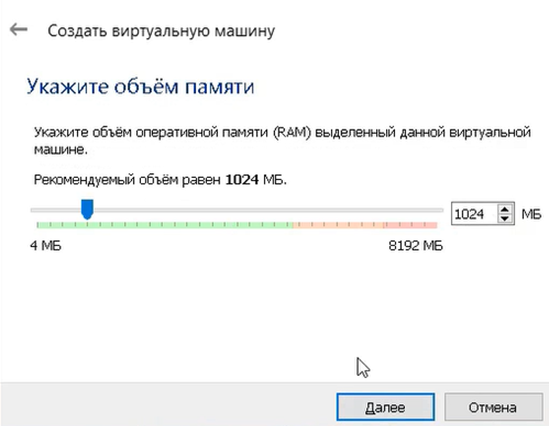 Создать виртуальную машину
Укажите объём памяти
Укажите объём оперативной памяти (RAM) выделенный данной виртуальной
машине.
Рекомендуемый объём равен 1024 МБ.
1024 МБ
4 МБ 8192 МБ
Далее Отмена